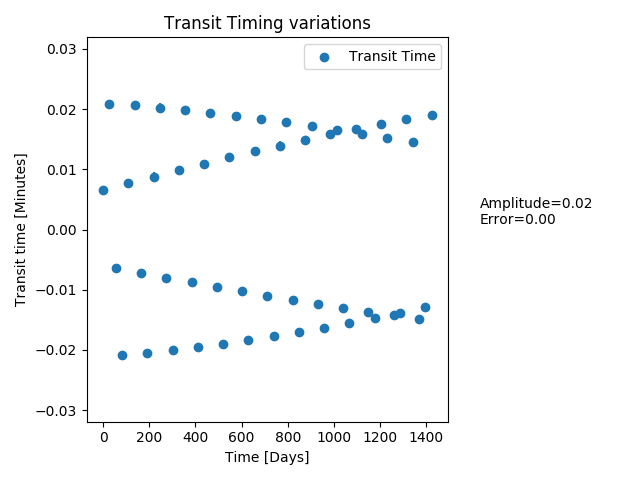 Transit Timing variations
Transit Time
Transit time [Minutes]
0.03
0.02
0.01
0.00
−0.01
−0.02
−0.03
0 200 400 600 800 1000 1200 1400
Time [Days]
Amplitude=0.02
Error=0.00